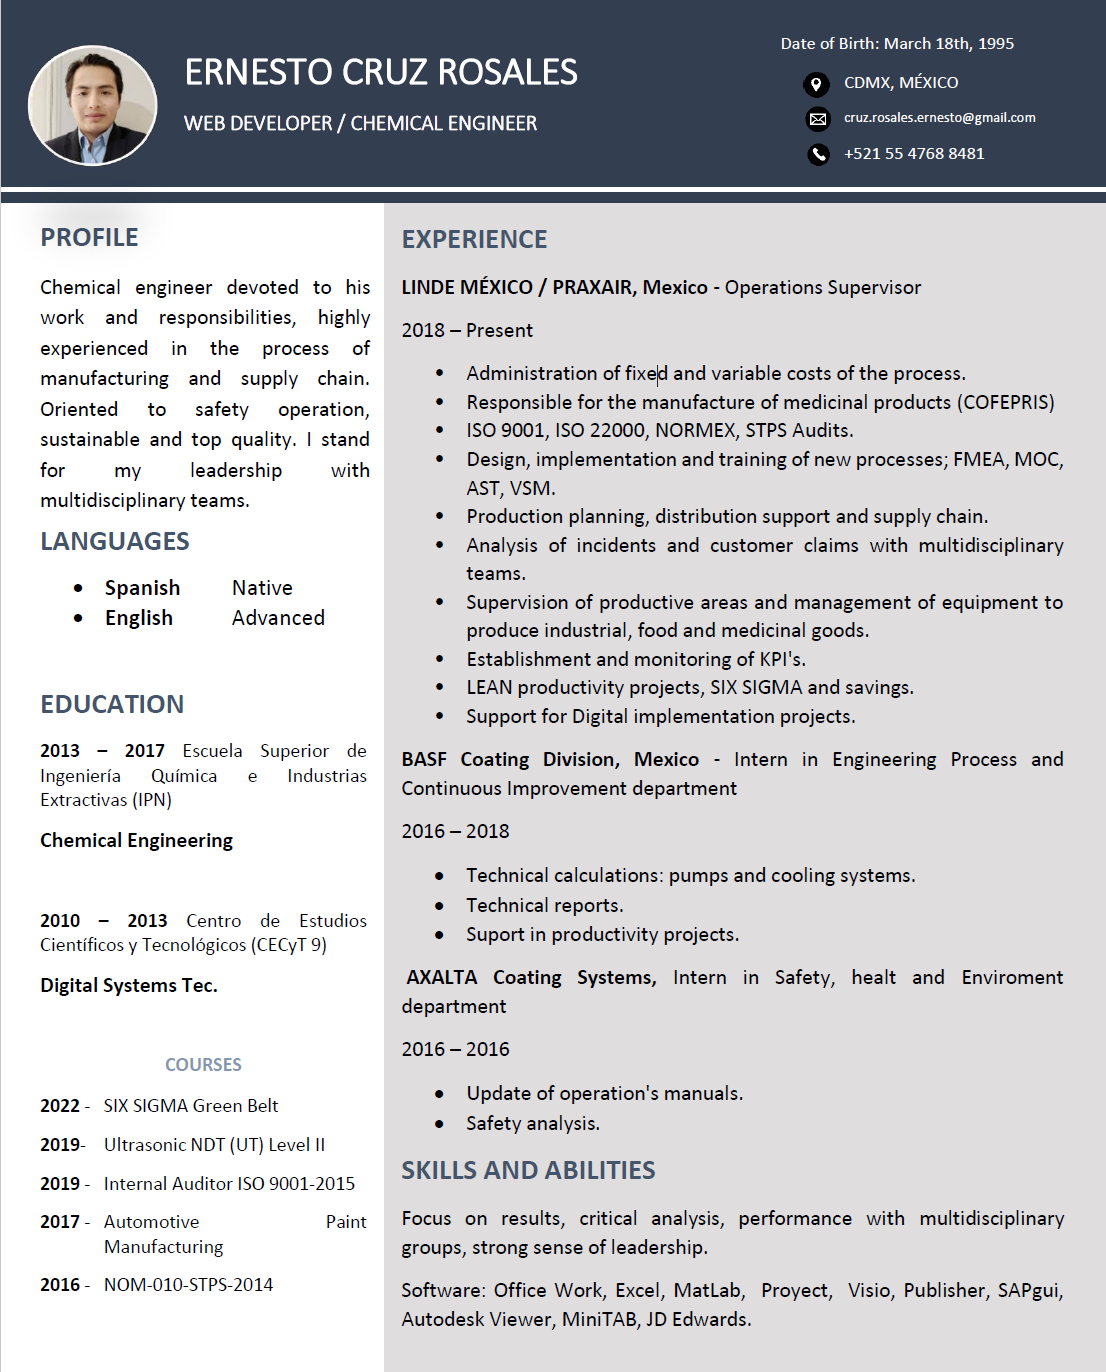 ERNESTO CRUZ ROSALES
WEB DEVELOPER / CHEMICAL ENGINEER
Date of Birth: March 18th, 1995
CDMX, MÉXICO
cruz.rosales.ernesto@gmail.com
+521 55 4768 8481
PROFILE
Chemical engineer devoted to his
work and responsibilities, highly
experienced in the process of
manufacturing and supply chain.
Oriented to safety operation,
sustainable and top quality. I stand
for my leadership with
multidisciplinary teams.
LANGUAGES
• Spanish Native
• English Advanced
EDUCATION
2013 – 2017 Escuela Superior de
Ingeniería Química e Industrias
Extractivas (IPN)
Chemical Engineering
2010 – 2013 Centro de Estudios
Científicos y Tecnológicos (CECyT 9)
Digital Systems Tec.
COURSES
2022 - SIX SIGMA Green Belt
2019- Ultrasonic NDT (UT) Level II
2019 - Internal Auditor ISO 9001-2015
2017 - Automotive Paint
Manufacturing
2016 - NOM-010-STPS-2014
EXPERIENCE
LINDE MÉXICO / PRAXAIR, Mexico - Operations Supervisor
2018 – Present
• Administration of fixed and variable costs of the process.
• Responsible for the manufacture of medicinal products (COFEPRIS)
• ISO 9001, ISO 22000, NORMEX, STPS Audits.
• Design, implementation and training of new processes; FMEA, MOC,
AST, VSM.
• Production planning, distribution support and supply chain.
• Analysis of incidents and customer claims with multidisciplinary
teams.
• Supervision of productive areas and management of equipment to
produce industrial, food and medicinal goods.
• Establishment and monitoring of KPI's.
• LEAN productivity projects, SIX SIGMA and savings.
• Support for Digital implementation projects.
BASF Coating Division, Mexico - Intern in Engineering Process and
Continuous Improvement department
2016 – 2018
• Technical calculations: pumps and cooling systems.
• Technical reports.
• Suport in productivity projects.
AXALTA Coating Systems, Intern in Safety, healt and Enviroment
department
2016 – 2016
• Update of operation's manuals.
• Safety analysis.
SKILLS AND ABILITIES
Focus on results, critical analysis, performance with multidisciplinary
groups, strong sense of leadership.
Software: Office Work, Excel, MatLab, Proyect, Visio, Publisher, SAPgui,
Autodesk Viewer, MiniTAB, JD Edwards.